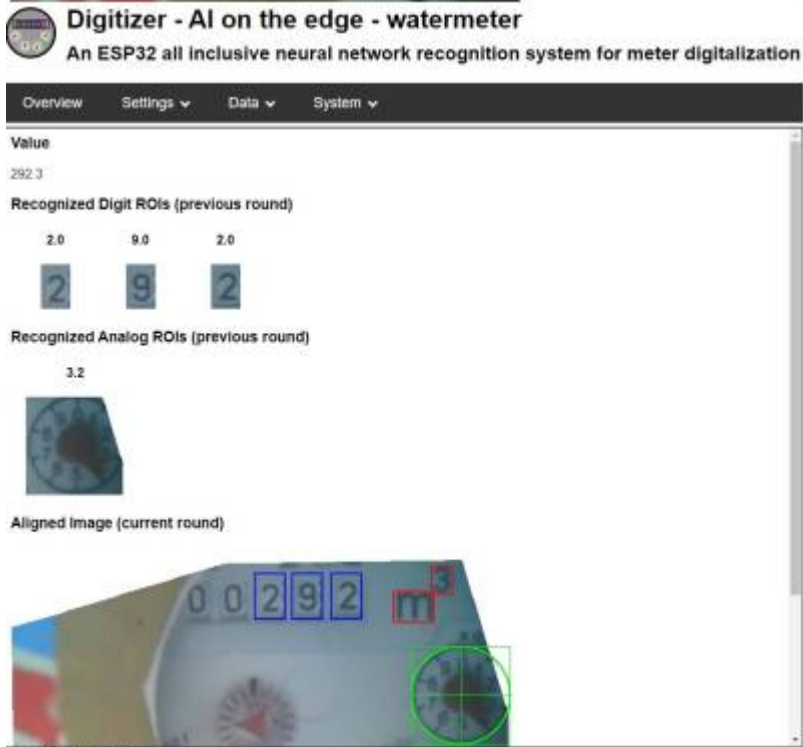 Digitizer - AI on the edge - watermeter
An ESP32 all inclusive neural network recognition system for meter digitalization
Overview Settings Data System
Value
292.3
Recognized Digit ROIs (previous round)
2.0 9.0 2.0
2 9 2
Recognized Analog ROIs (previous round)
3.2
Aligned Image (current round)
0 0 2 9 2 m3